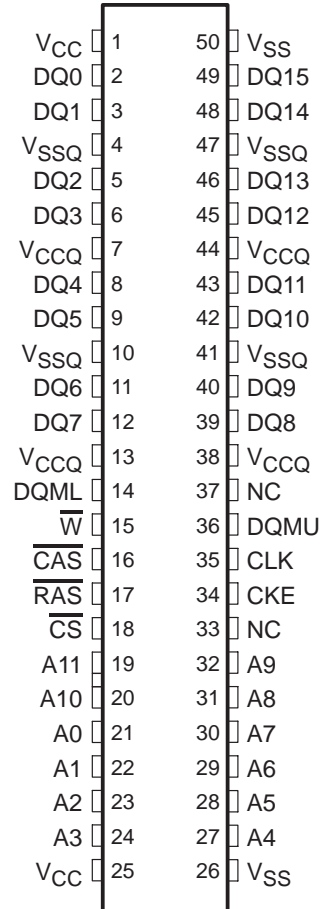 VCC 1 50 VSS
DQ0 2 49 DQ15
DQ1 3 48 DQ14
VSSQ 4 47 VSSQ
DQ2 5 46 DQ13
DQ3 6 45 DQ12
VCCQ 7 44 VCCQ
DQ4 8 43 DQ11
DQ5 9 42 DQ10
VSSQ 10 41 VSSQ
DQ6 11 40 DQ9
DQ7 12 39 DQ8
VCCQ 13 38 VCCQ
DQML 14 37 NC
W̅ 15 36 DQMU
C̅A̅S̅ 16 35 CLK
R̅A̅S̅ 17 34 CKE
C̅S̅ 18 33 NC
A11 19 32 A9
A10 20 31 A8
A0 21 30 A7
A1 22 29 A6
A2 23 28 A5
A3 24 27 A4
VCC 25 26 VSS